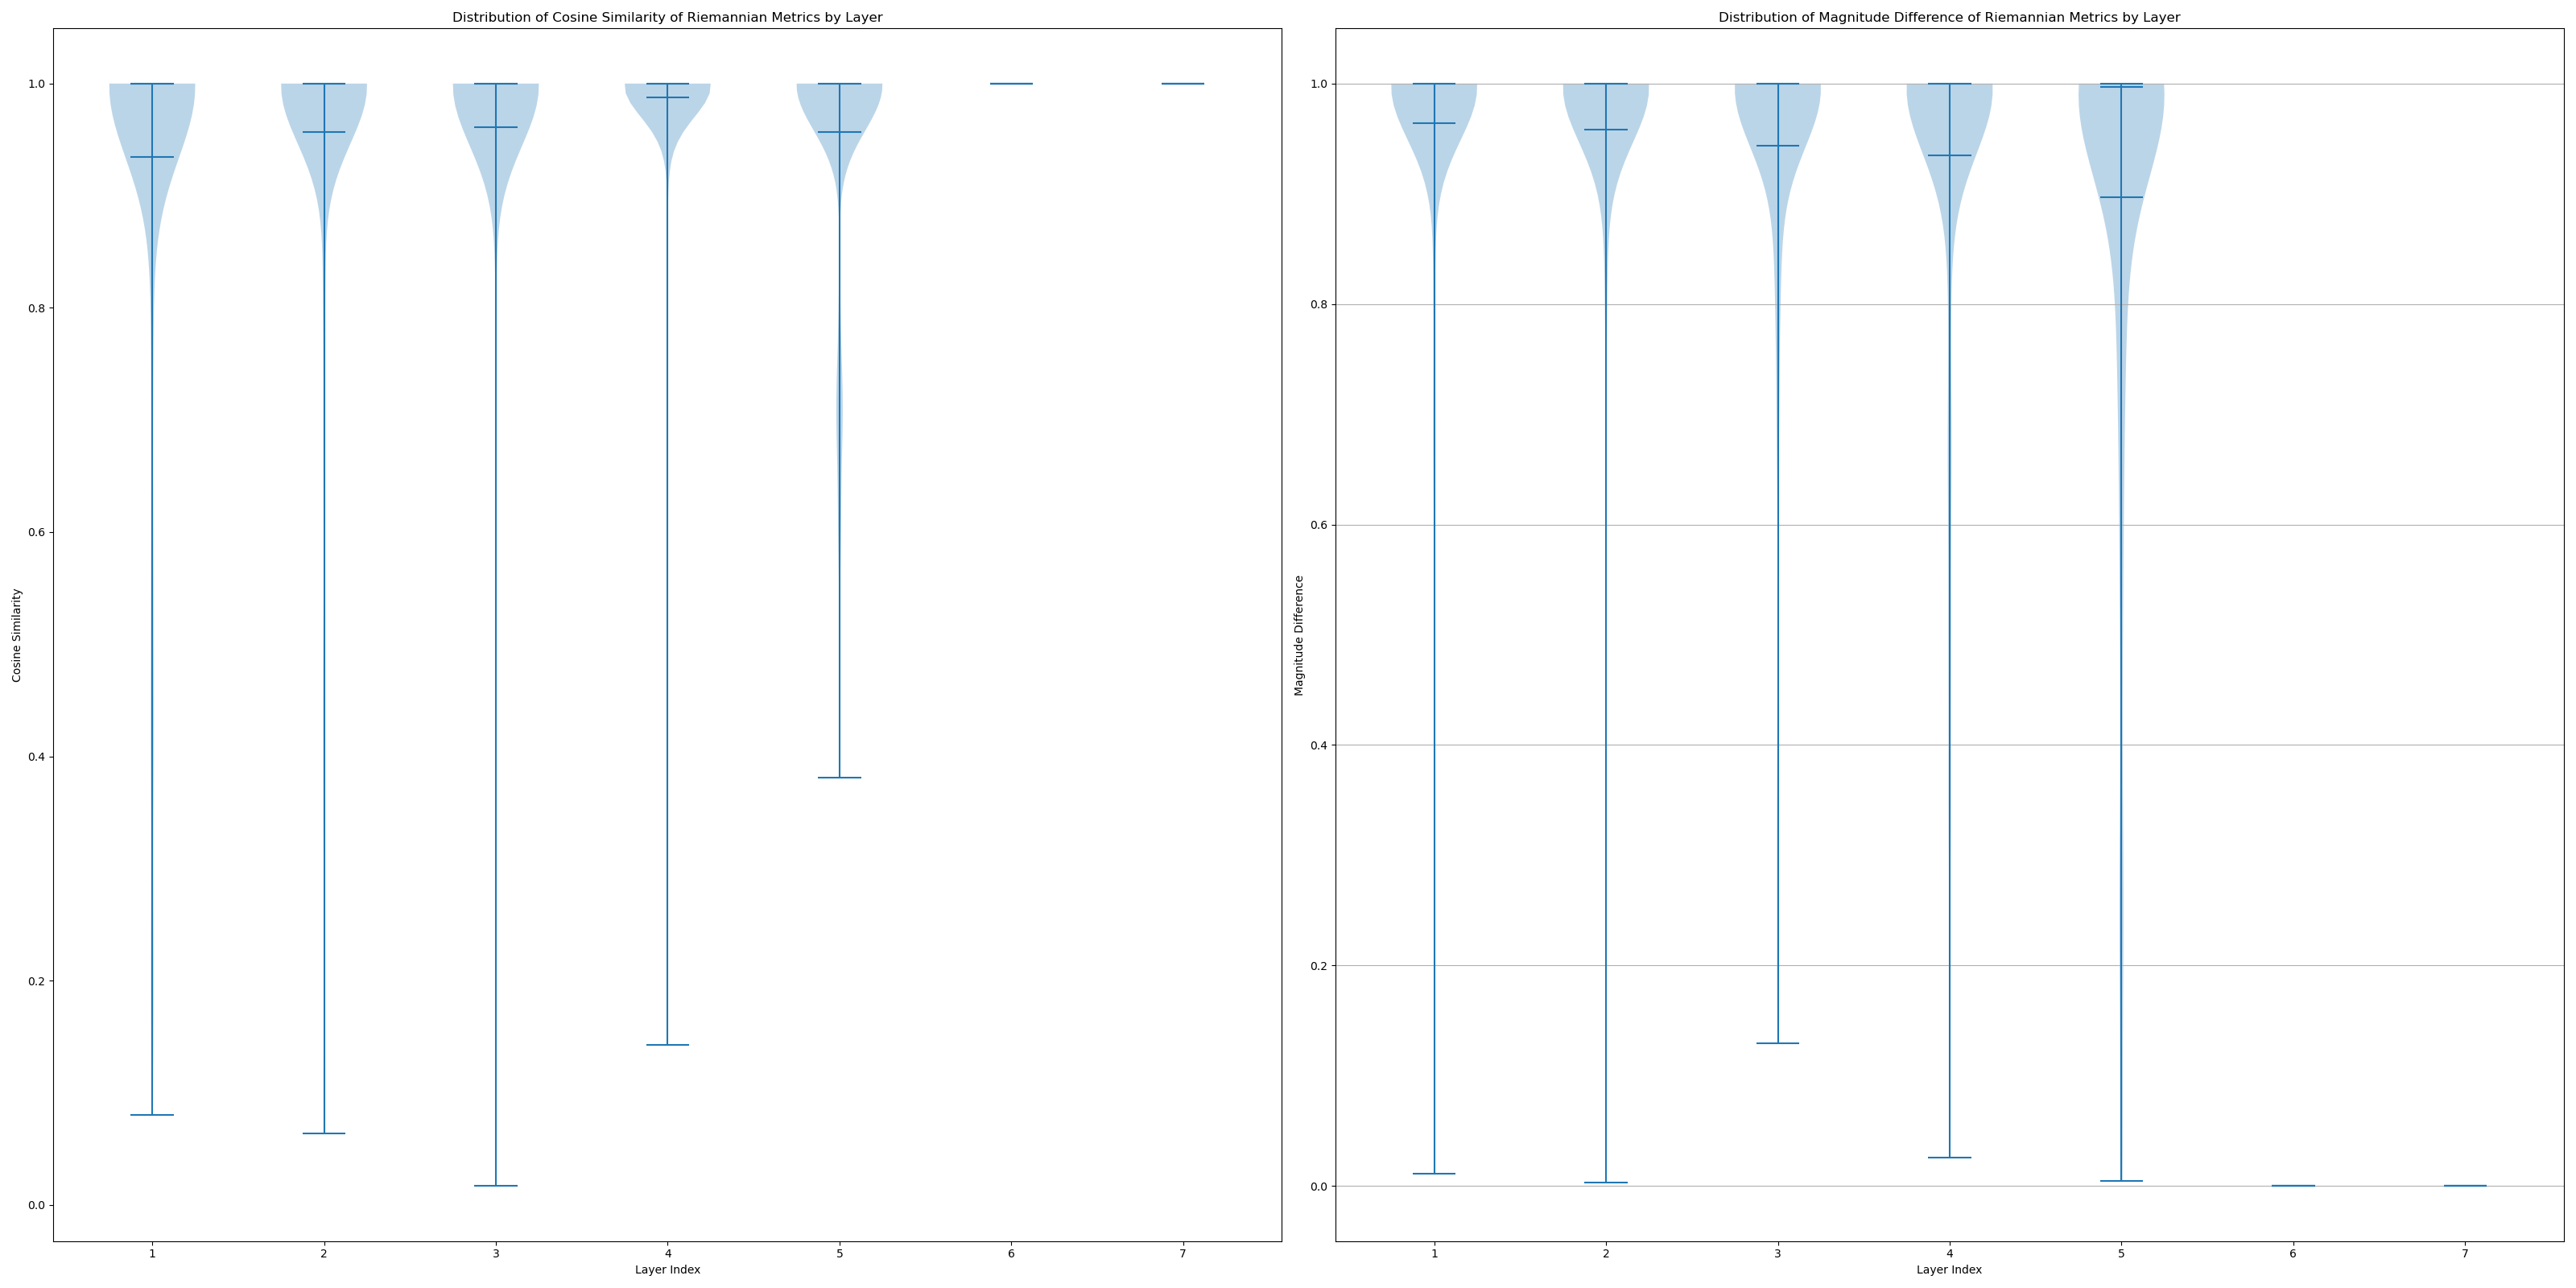 Distribution of Cosine Similarity of Riemannian Metrics by Layer
1.0
0.8
0.6
0.4
0.2
0.0
Cosine Similarity
1 2 3 4 5 6 7
Layer Index
Distribution of Magnitude Difference of Riemannian Metrics by Layer
1.0
0.8
0.6
0.4
0.2
0.0
Magnitude Difference
1 2 3 4 5 6 7
Layer Index